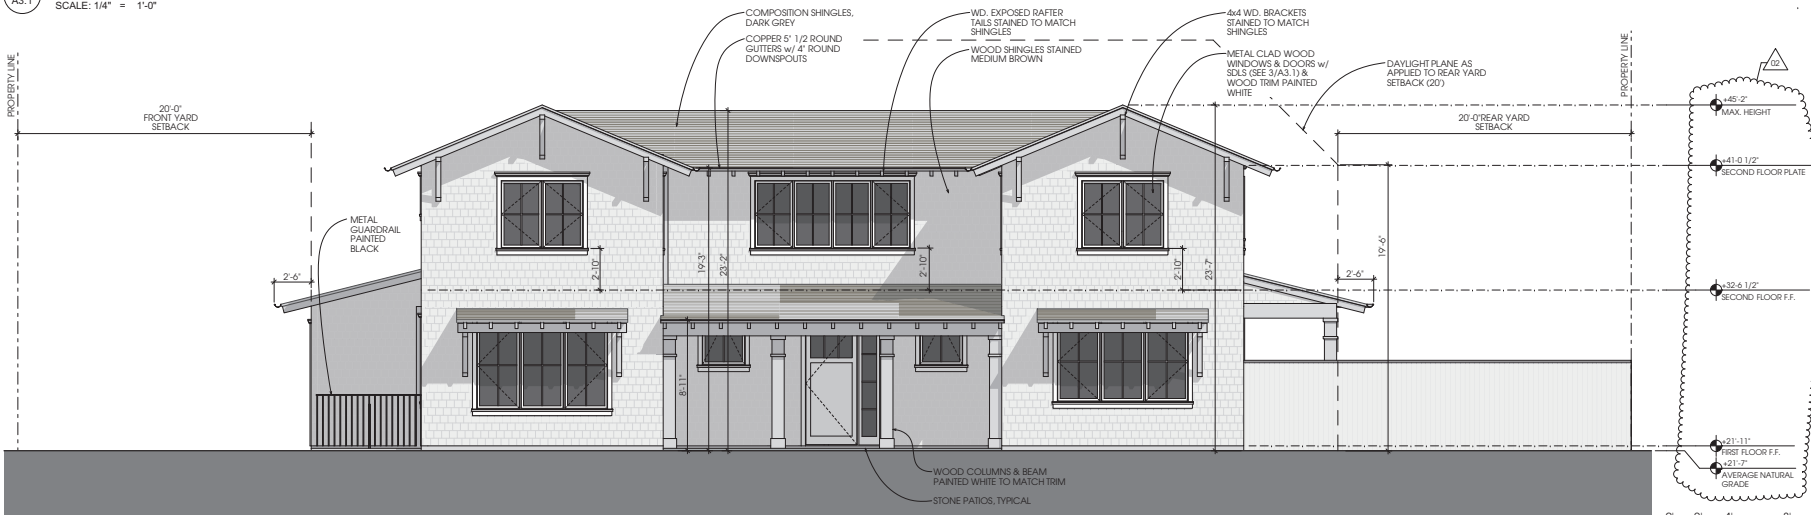 A3.1
SCALE: 1/4" = 1'-0"
COMPOSITION SHINGLES,
DARK GREY
COPPER 5" 1/2 ROUND
GUTTERS w/ 4" ROUND
DOWNSPOUTS
WD. EXPOSED RAFTER
TAILS STAINED TO MATCH
SHINGLES
WOOD SHINGLES STAINED
MEDIUM BROWN
4x4 WD. BRACKETS
STAINED TO MATCH
SHINGLES
METAL CLAD WOOD
WINDOWS & DOORS w/
SDLS (SEE 3/A3.1) &
WOOD TRIM PAINTED
WHITE
DAYLIGHT PLANE AS
APPLIED TO REAR YARD
SETBACK (20')
PROPERTY LINE
PROPERTY LINE
02
20'-0"
FRONT YARD
SETBACK
20'-0"REAR YARD
SETBACK
+45'-2"
MAX. HEIGHT
+41-0 1/2"
SECOND FLOOR PLATE
METAL
GUARDRAIL
PAINTED
BLACK
2'-6"
2'-10"
19'-3"
23'-2"
2'-10"
2'-10"
23'-7"
19'-6"
2'-6"
+32-6 1/2"
SECOND FLOOR F.F.
8'-11"
+21'-11"
FIRST FLOOR F.F.
+21'-7"
AVERAGE NATURAL
GRADE
WOOD COLUMNS & BEAM
PAINTED WHITE TO MATCH TRIM
STONE PATIOS, TYPICAL